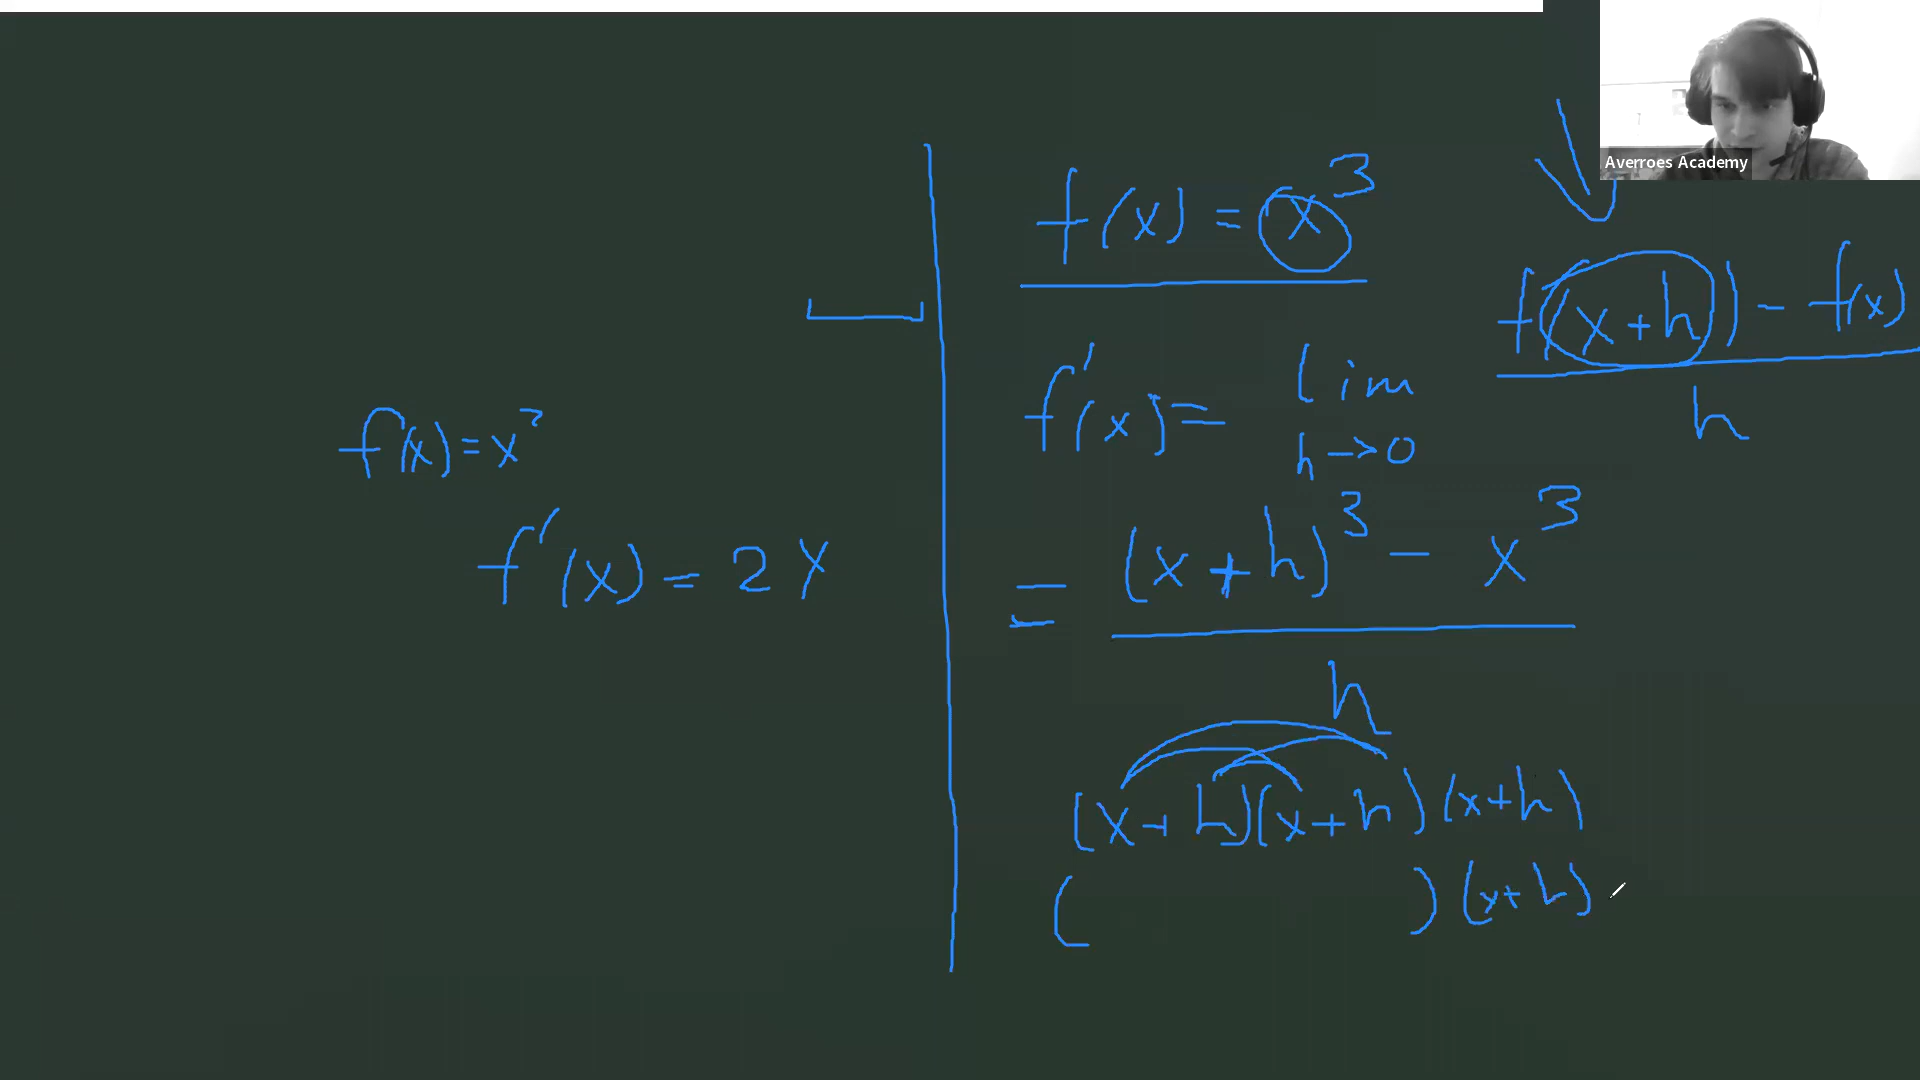 Averroes Academy
f(x) = x²
f'(x) = 2x
f(x) = x³
f'(x) = lim h→0
f(x+h) - f(x)
h
= (x+h)³ - x³
h
(x+h)(x+h)(x+h)
( )(x+h)